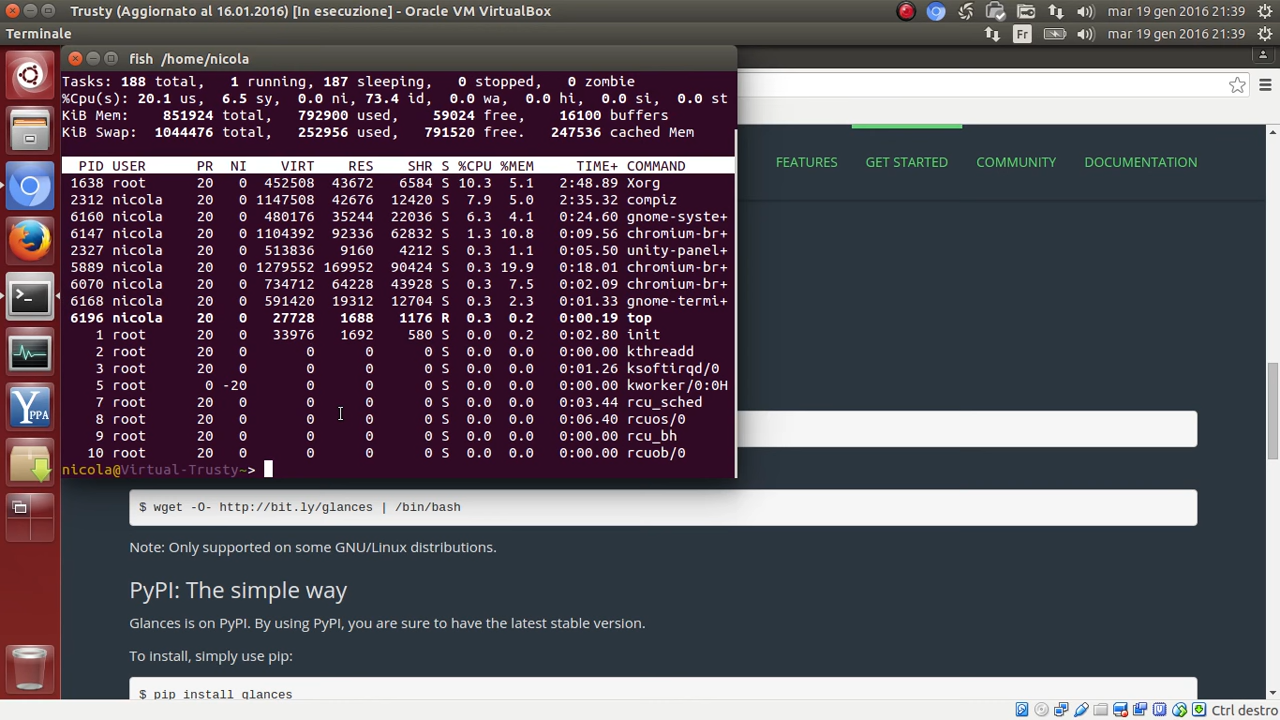 Trusty (Aggiornato al 16.01.2016) [In esecuzione] - Oracle VM VirtualBox
mar 19 gen 2016 21:39
Terminale
Fr
mar 19 gen 2016 21:39
fish /home/nicola
Tasks: 188 total, 1 running, 187 sleeping, 0 stopped, 0 zombie
%Cpu(s): 20.1 us, 6.5 sy, 0.0 ni, 73.4 id, 0.0 wa, 0.0 hi, 0.0 si, 0.0 st
KiB Mem: 851924 total, 792900 used, 59024 free, 16100 buffers
KiB Swap: 1044476 total, 252956 used, 791520 free. 247536 cached Mem
PID USER PR NI VIRT RES SHR S %CPU %MEM TIME+ COMMAND
1638 root 20 0 452508 43672 6584 S 10.3 5.1 2:48.89 Xorg
2312 nicola 20 0 1147508 42676 12420 S 7.9 5.0 2:35.32 compiz
6160 nicola 20 0 480176 35244 22036 S 6.3 4.1 0:24.60 gnome-syste+
6147 nicola 20 0 1104392 92336 62832 S 1.3 10.8 0:09.56 chromium-br+
2327 nicola 20 0 513836 9160 4212 S 0.3 1.1 0:05.50 unity-panel+
5889 nicola 20 0 1279552 169952 90424 S 0.3 19.9 0:18.01 chromium-br+
6070 nicola 20 0 734712 64228 43928 S 0.3 7.5 0:02.09 chromium-br+
6168 nicola 20 0 591420 19312 12704 S 0.3 2.3 0:01.33 gnome-termi+
6196 nicola 20 0 27728 1688 1176 R 0.3 0.2 0:00.19 top
1 root 20 0 33976 1692 580 S 0.0 0.2 0:02.80 init
2 root 20 0 0 0 0 S 0.0 0.0 0:00.00 kthreadd
3 root 20 0 0 0 0 S 0.0 0.0 0:01.26 ksoftirqd/0
5 root 0 -20 0 0 0 S 0.0 0.0 0:00.00 kworker/0:0H
7 root 20 0 0 0 0 S 0.0 0.0 0:03.44 rcu_sched
8 root 20 0 0 0 0 S 0.0 0.0 0:06.40 rcuos/0
9 root 20 0 0 0 0 S 0.0 0.0 0:00.00 rcu_bh
10 root 20 0 0 0 0 S 0.0 0.0 0:00.00 rcuob/0
nicola@Virtual-Trusty~>
FEATURES GET STARTED COMMUNITY DOCUMENTATION
YPPA
$ wget -O- http://bit.ly/glances | /bin/bash
Note: Only supported on some GNU/Linux distributions.
PyPI: The simple way
Glances is on PyPI. By using PyPI, you are sure to have the latest stable version.
To install, simply use pip:
$ pip install glances
Ctrl destro